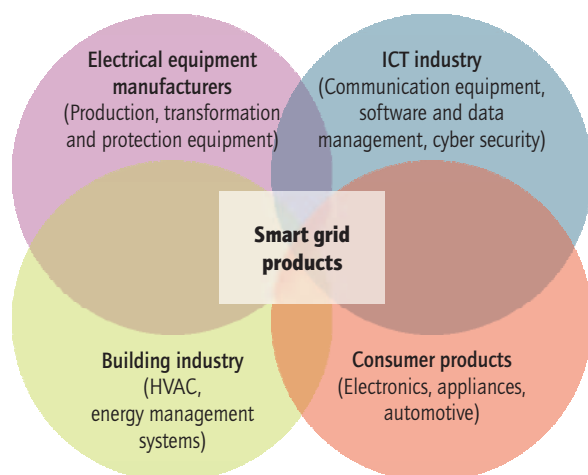 Electrical equipment
manufacturers
(Production, transformation
and protection equipment)
ICT industry
(Communication equipment,
software and data
management, cyber security)
Smart grid
products
Building industry
(HVAC,
energy management
systems)
Consumer products
(Electronics, appliances,
automotive)